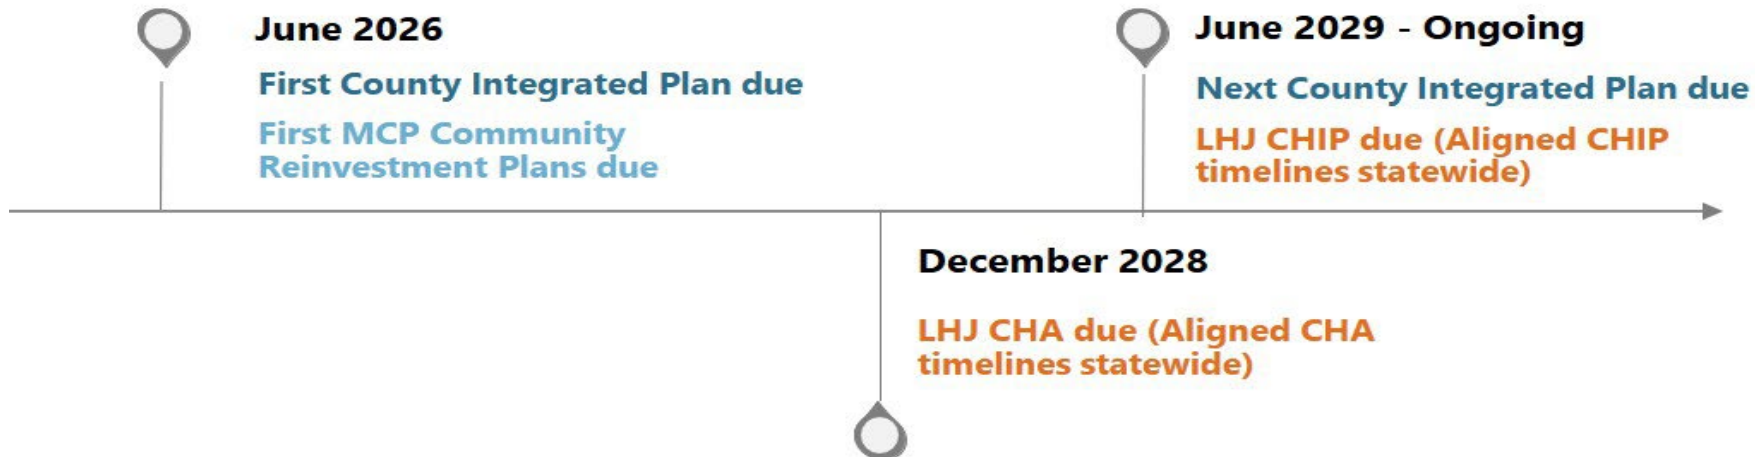 June 2026
First County Integrated Plan due
First MCP Community
Reinvestment Plans due
June 2029 - Ongoing
Next County Integrated Plan due
LHJ CHIP due (Aligned CHIP
timelines statewide)
December 2028
LHJ CHA due (Aligned CHA
timelines statewide)